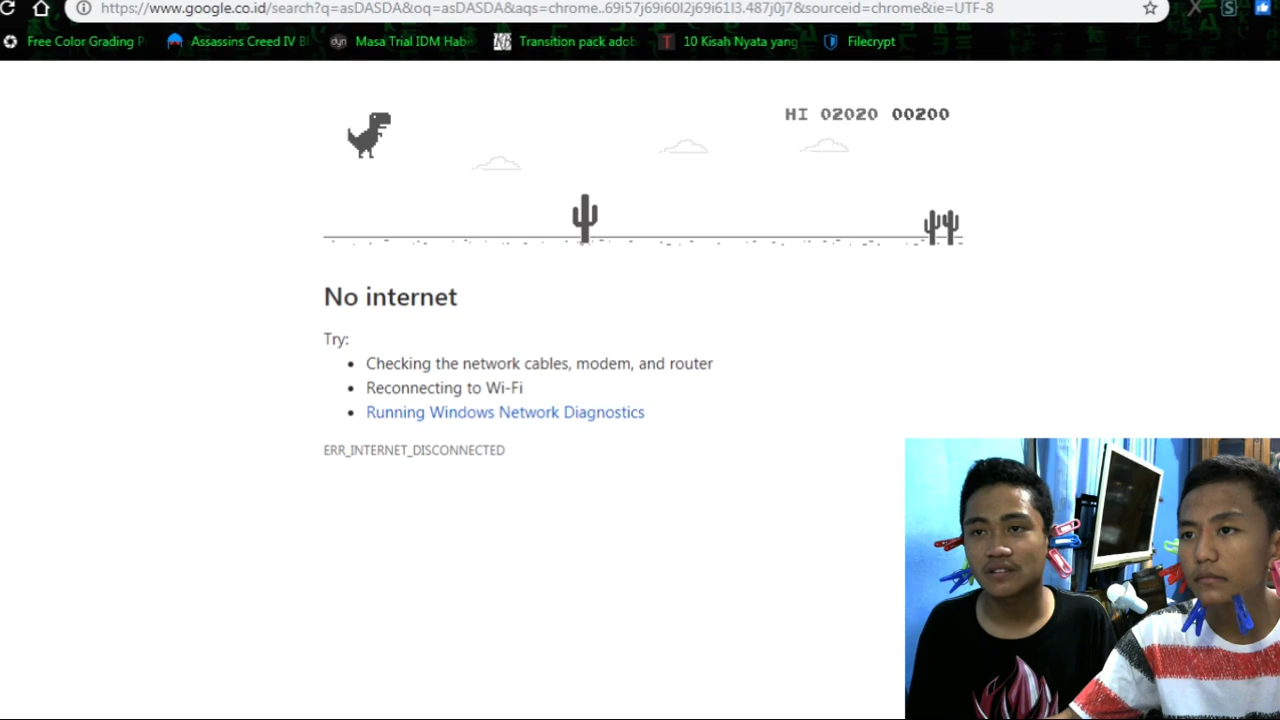 https://www.google.co.id/search?q=asDASDA&oq=asDASDA&aqs=chrome..69i57j69i60l2j69i61l3.487j0j7&sourceid=chrome&ie=UTF-8
Free Color Grading P Assassins Creed IV Bl dyn Masa Trial IDM Habi Transition pack adob T 10 Kisah Nyata yang Filecrypt
HI 02020 00200
No internet
Try:
Checking the network cables, modem, and router
Reconnecting to Wi-Fi
Running Windows Network Diagnostics
ERR_INTERNET_DISCONNECTED